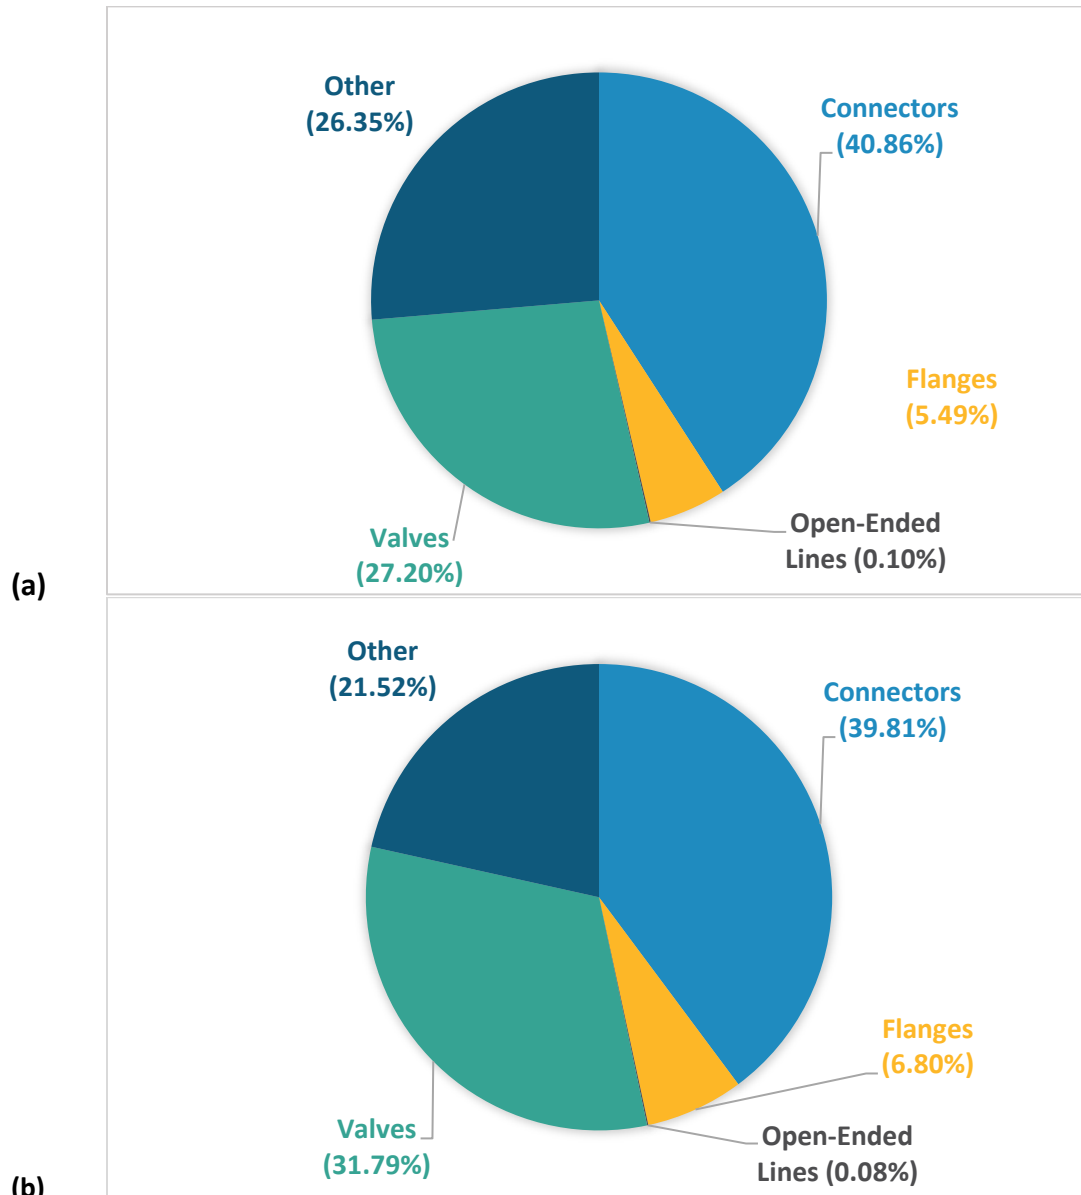 Other
(26.35%)
Connectors
(40.86%)
Flanges
(5.49%)
Open-Ended
Lines (0.10%)
Valves
(27.20%)
(a)
Other
(21.52%)
Connectors
(39.81%)
Flanges
(6.80%)
Open-Ended
Lines (0.08%)
Valves
(31.79%)
(b)